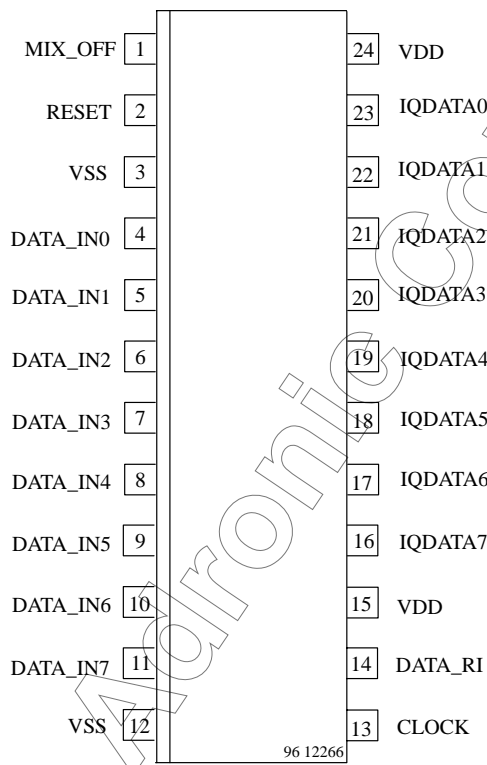 MIX_OFF 1 24 VDD
RESET 2 23 IQDATA0
VSS 3 22 IQDATA1
DATA_IN0 4 21 IQDATA2
DATA_IN1 5 20 IQDATA3
DATA_IN2 6 19 IQDATA4
DATA_IN3 7 18 IQDATA5
DATA_IN4 8 17 IQDATA6
DATA_IN5 9 16 IQDATA7
DATA_IN6 10 15 VDD
DATA_IN7 11 14 DATA_RI
VSS 12 13 CLOCK
96 12266
Adronic Co